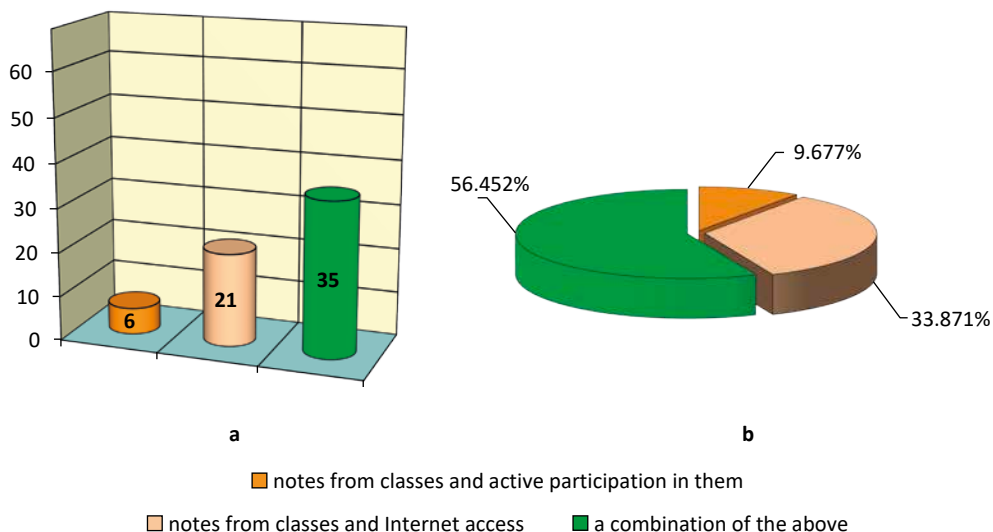 60
50
40
30
20
10
0
6
21
35
9.677%
56.452%
33.871%
a
b
notes from classes and active participation in them
notes from classes and Internet access
a combination of the above